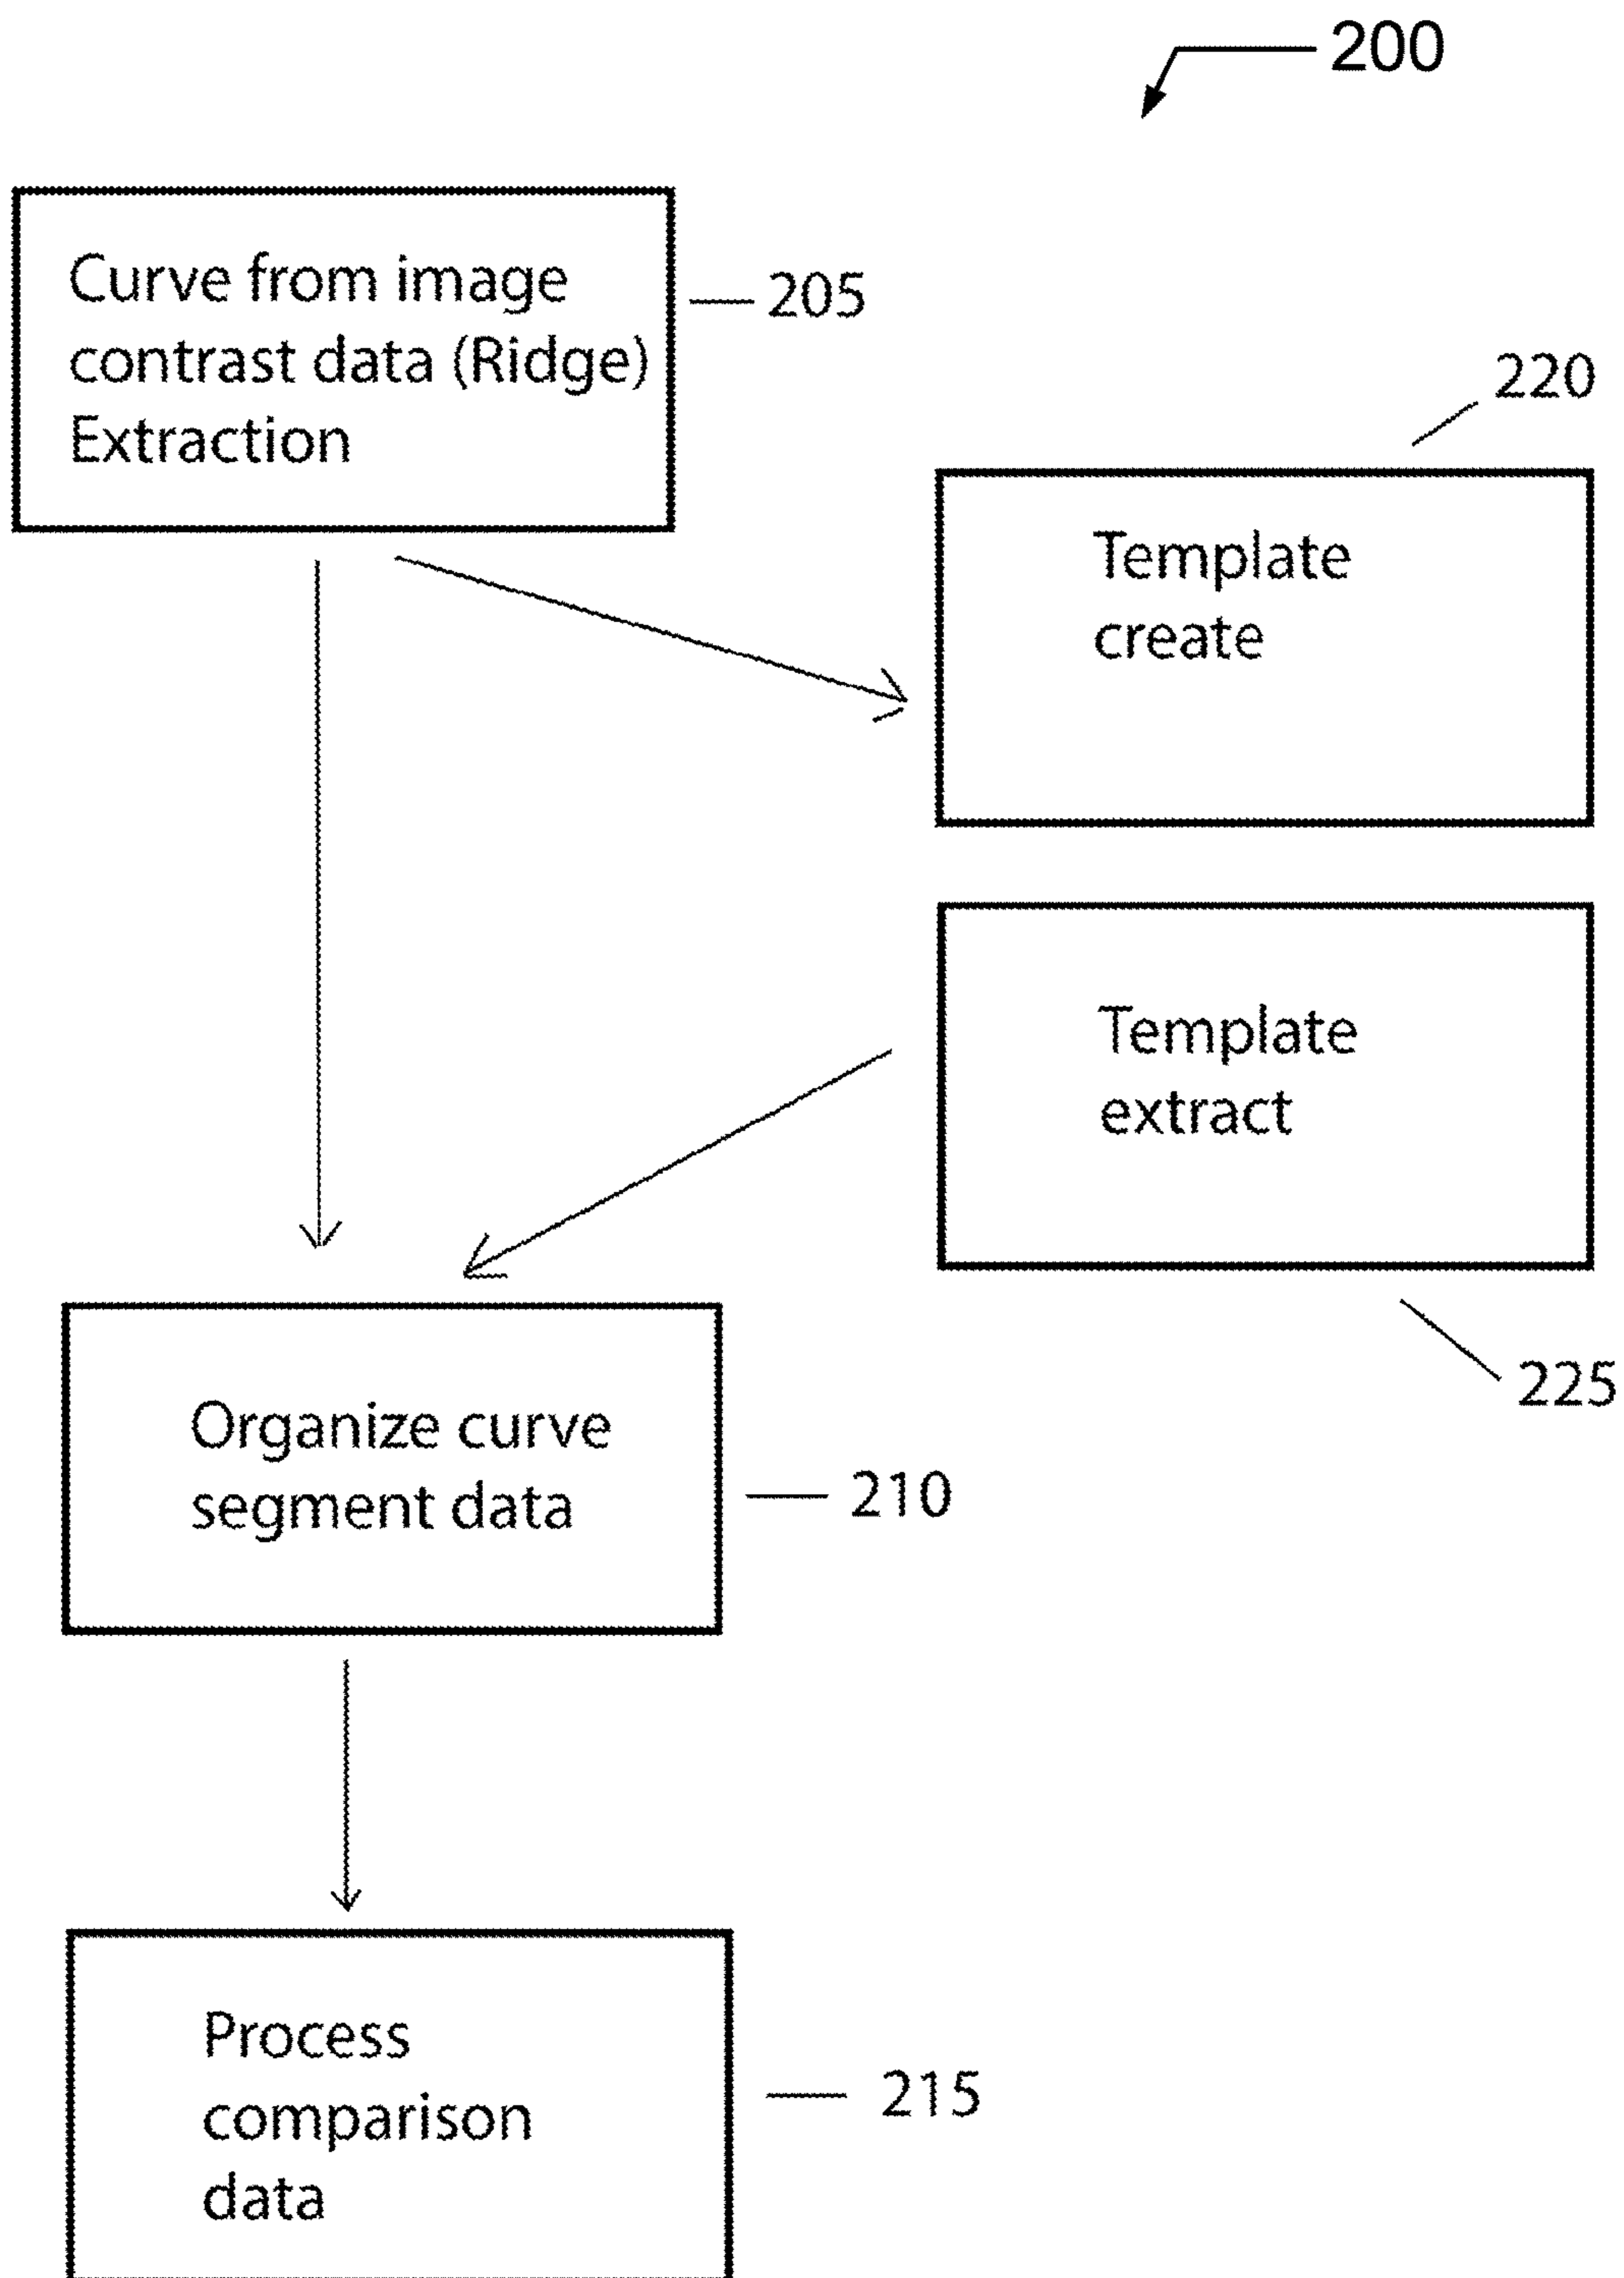 200
Curve from image
contrast data (Ridge)
Extraction
205
220
Template
create
Template
extract
225
Organize curve
segment data
210
Process
comparison
data
215